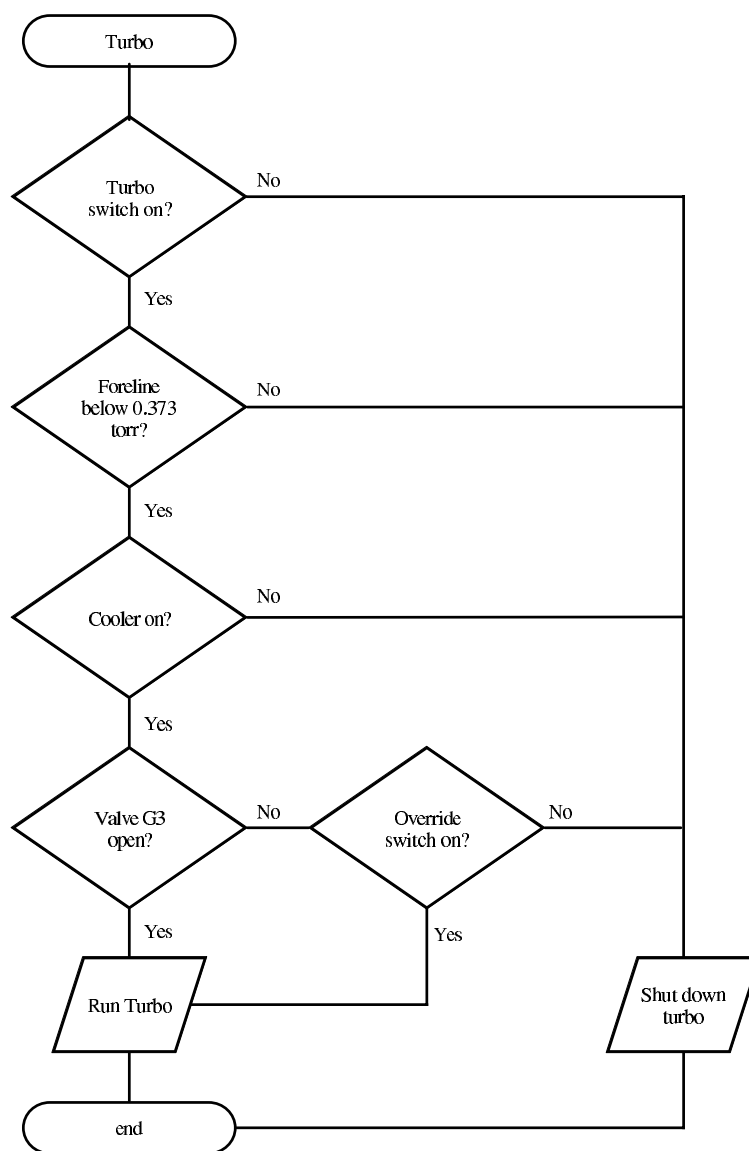 Turbo
Turbo
switch on?
No
Yes
Foreline
below 0.373
torr?
No
Yes
Cooler on?
No
Yes
Valve G3
open?
No
Override
switch on?
No
Yes
Yes
Run Turbo
Shut down
turbo
end